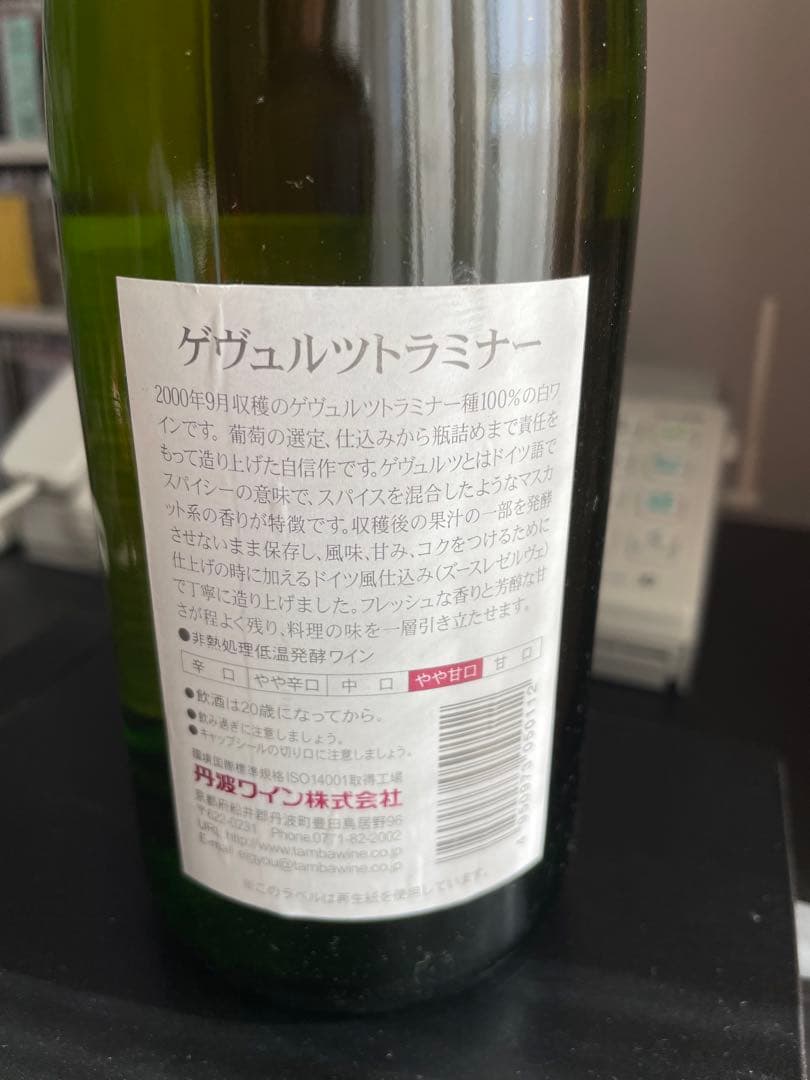 ゲヴュルツトラミナー
2000年9月収穫のゲヴュルツトラミナー種100%の白ワ
インです。葡萄の選定、仕込みから瓶詰めまで責任を
もって造り上げた自信作です。ゲヴュルツとはドイツ語で
スパイシーの意味で、スパイスを混合したようなマスカ
ット系の香りが特徴です。収穫後の果汁の一部を発酵
させないまま保存し、風味、甘み、コクをつけるために
仕上げの時に加えるドイツ風仕込み(ズースレゼルヴェ)
で丁寧に造り上げました。フレッシュな香りと芳醇な甘
さが程よく残り、料理の味を一層引き立たせます。
●非熱処理低温発酵ワイン
辛口 やや辛口 中口 やや甘口 甘口
●飲酒は20歳になってから。
●飲み過ぎに注意しましょう。
●キャップシールの切り口に注意しましょう。
環境国際標準規格ISO14001取得工場
丹波ワイン株式会社
京都府船井郡丹波町豊田鳥居野96
〒622-0231 Phone.0771-82-2002
URL http://www.tambawine.co.jp
E-mail eigyou@tambawine.co.jp
4 950973 050112
※このラベルは再生紙を使用しています。